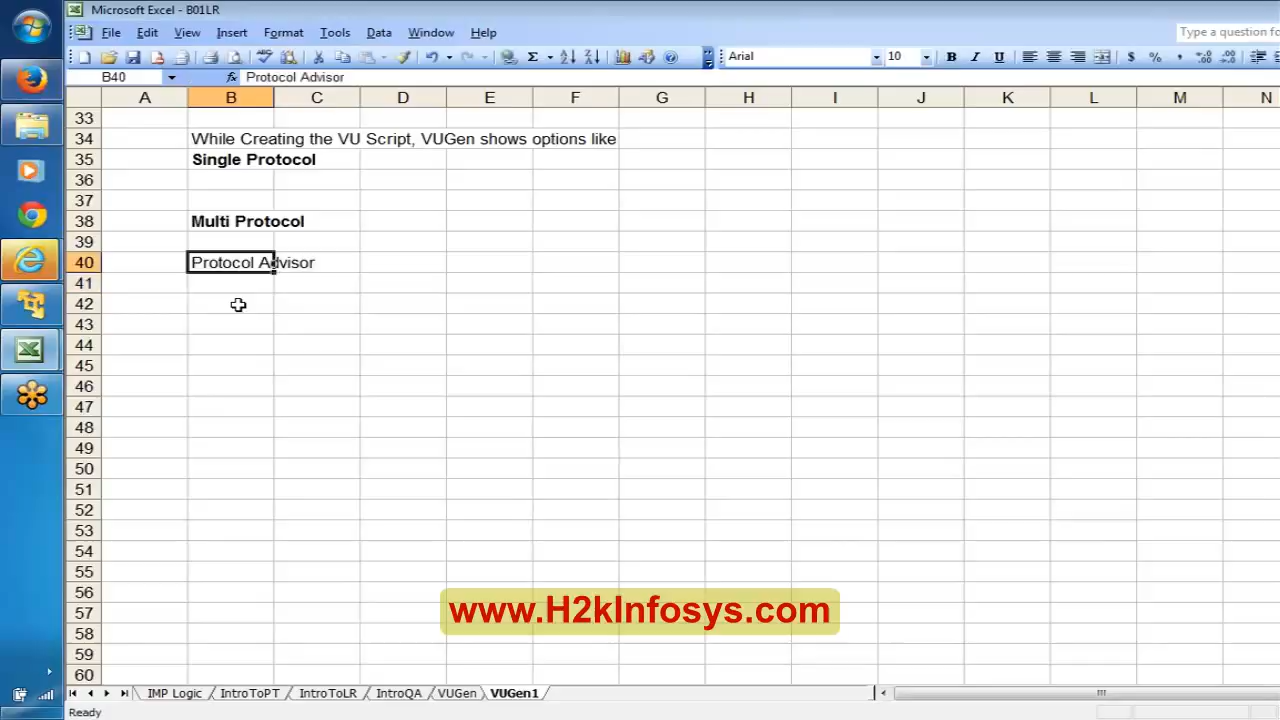 Microsoft Excel - B01LR
File Edit View Insert Format Tools Data Window Help
Type a question fo
Arial 10 B I U $ %
B40 fx Protocol Advisor
A B C D E F G H I J K L M N
33
34 While Creating the VU Script, VUGen shows options like
35 Single Protocol
36
37
38 Multi Protocol
39
40 Protocol Advisor
41
42
43
44
45
46
47
48
49
50
51
52
53
54
55
56
57
58
59
60
www.H2kInfosys.com
IMP Logic IntroToPT IntroToLR IntroQA VUGen VUGen1
Ready